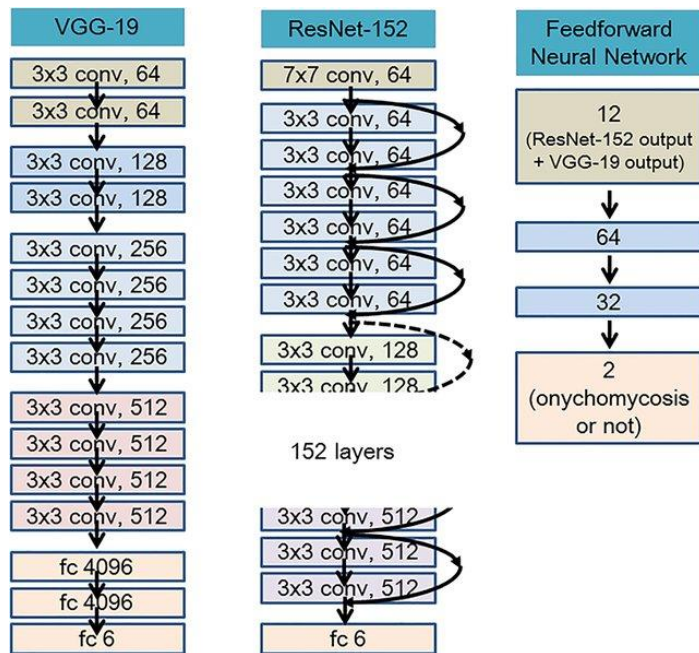 VGG-19
3x3 conv, 64
3x3 conv, 64
3x3 conv, 128
3x3 conv, 128
3x3 conv, 256
3x3 conv, 256
3x3 conv, 256
3x3 conv, 256
3x3 conv, 512
3x3 conv, 512
3x3 conv, 512
3x3 conv, 512
fc 4096
fc 4096
fc 6
ResNet-152
7x7 conv, 64
3x3 conv, 64
3x3 conv, 64
3x3 conv, 64
3x3 conv, 64
3x3 conv, 64
3x3 conv, 64
3x3 conv, 128
3x3 conv, 128
152 layers
3x3 conv, 512
3x3 conv, 512
3x3 conv, 512
fc 6
Feedforward
Neural Network
12
(ResNet-152 output
+ VGG-19 output)
64
32
2
(onychomycosis
or not)